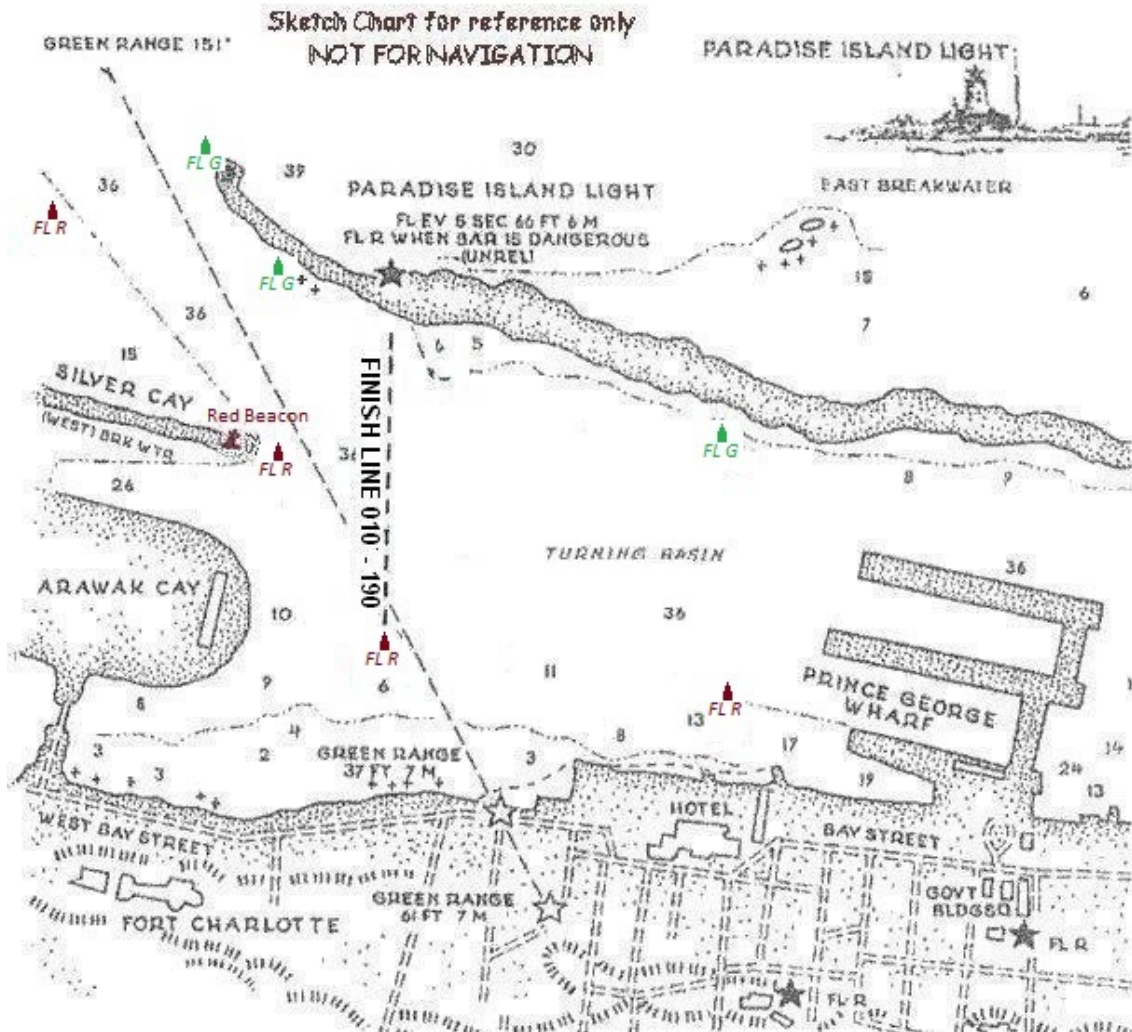 Sketch Chart for reference only
NOT FOR NAVIGATION
GREEN RANGE 151°
PARADISE ISLAND LIGHT
FL G
39
30
36
PARADISE ISLAND LIGHT
EAST BREAKWATER
FL R
FL EV 5 SEC 66 FT 6 M
FL R WHEN BAR IS DANGEROUS
(UNREL)
FL G
18
6
36
7
15
6
5
SILVER CAY
Red Beacon
(WEST) BRK WTR
FL R
36
FINISH LINE 010 - 190
FL G
8
9
26
TURNING BASIN
36
ARAWAK CAY
10
36
FL R
6
11
9
8
PRINCE GEORGE
WHARF
FL R
13
4
3
3
2
GREEN RANGE
37 FT 7 M
3
8
17
19
14
24
13
WEST BAY STREET
HOTEL
BAY STREET
GREEN RANGE
61 FT 7 M
GOVT
BLDGS
FORT CHARLOTTE
FL R
FL R